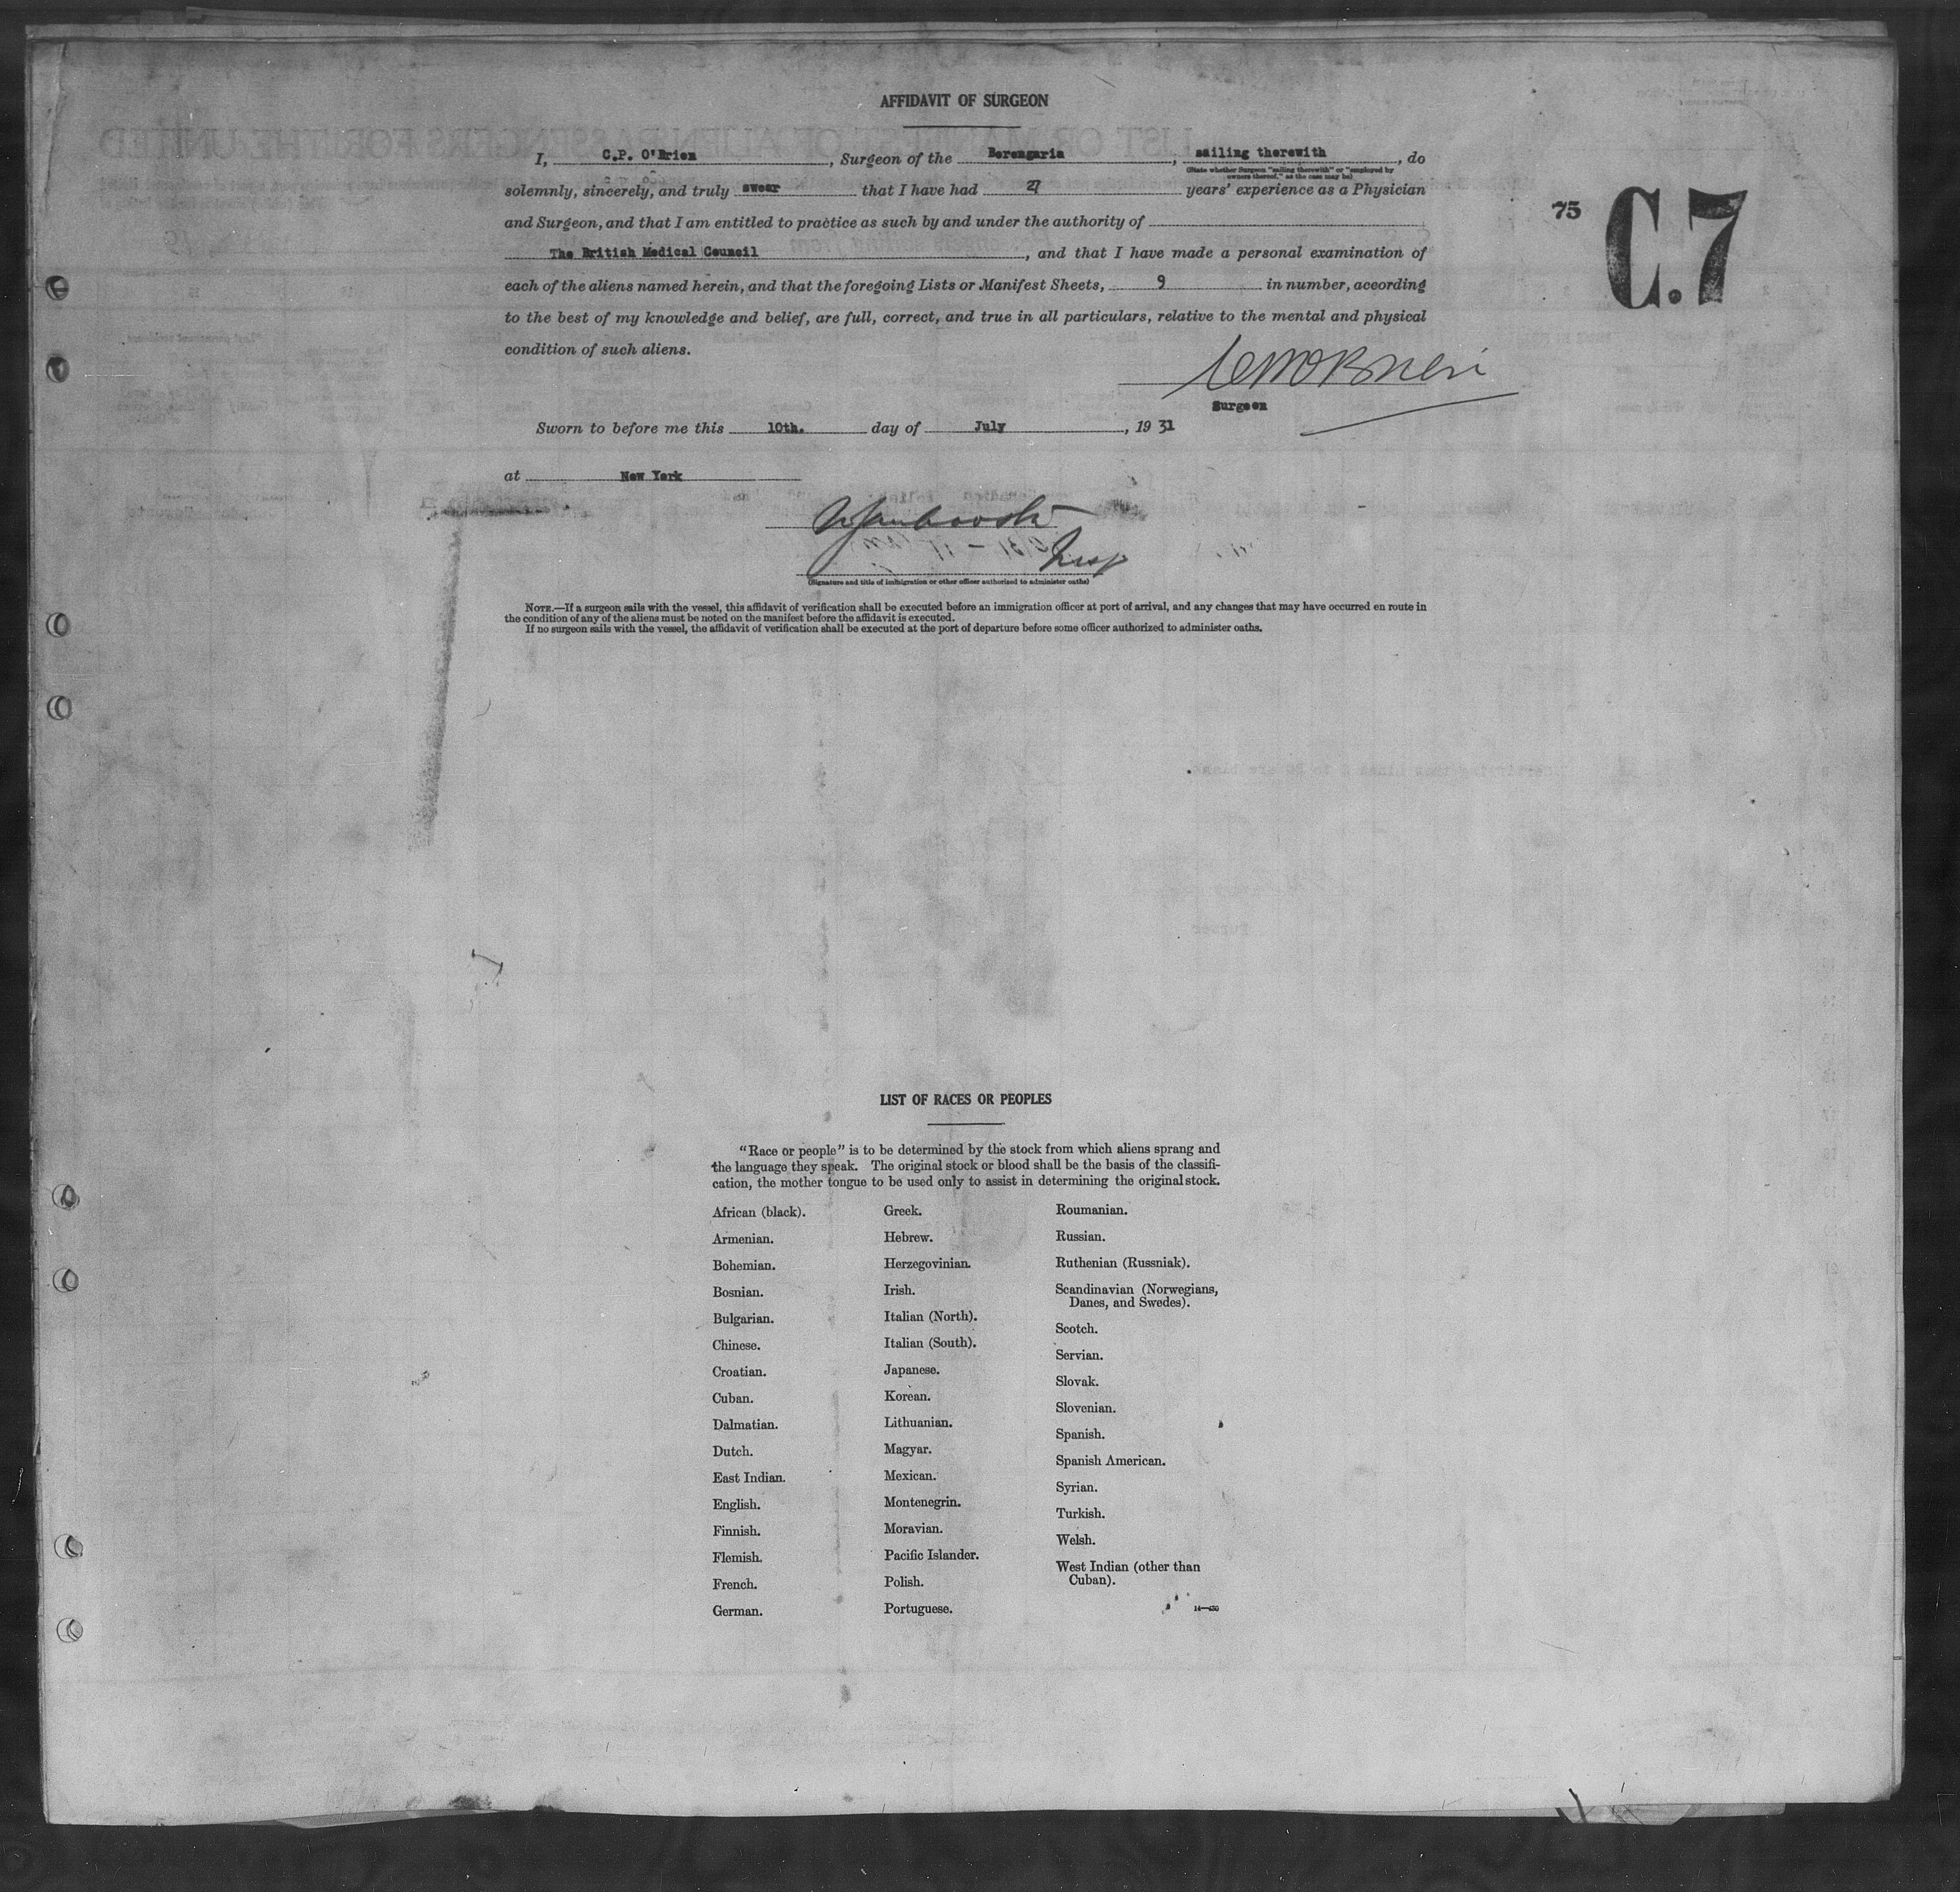 AFFIDAVIT OF SURGEON
I, C.P. O'Brien, Surgeon of the Berengaria, sailing therewith, do
(State whether Surgeon "sailing therewith" or "employed by
owners thereof," as the case may be)
solemnly, sincerely, and truly swear that I have had 27 years' experience as a Physician
and Surgeon, and that I am entitled to practice as such by and under the authority of
The British Medical Council, and that I have made a personal examination of
each of the aliens named herein, and that the foregoing Lists or Manifest Sheets, 9 in number, according
to the best of my knowledge and belief, are full, correct, and true in all particulars, relative to the mental and physical
condition of such aliens.
75 C.7
Surgeon
Sworn to before me this 10th. day of July, 1931
at New York
Insp
(Signature and title of immigration or other officer authorized to administer oaths)
NOTE.—If a surgeon sails with the vessel, this affidavit of verification shall be executed before an immigration officer at port of arrival, and any changes that may have occurred en route in
the condition of any of the aliens must be noted on the manifest before the affidavit is executed.
If no surgeon sails with the vessel, the affidavit of verification shall be executed at the port of departure before some officer authorized to administer oaths.
LIST OF RACES OR PEOPLES
"Race or people" is to be determined by the stock from which aliens sprang and
the language they speak. The original stock or blood shall be the basis of the classifi-
cation, the mother tongue to be used only to assist in determining the original stock.
African (black).
Armenian.
Bohemian.
Bosnian.
Bulgarian.
Chinese.
Croatian.
Cuban.
Dalmatian.
Dutch.
East Indian.
English.
Finnish.
Flemish.
French.
German.
Greek.
Hebrew.
Herzegovinian.
Irish.
Italian (North).
Italian (South).
Japanese.
Korean.
Lithuanian.
Magyar.
Mexican.
Montenegrin.
Moravian.
Pacific Islander.
Polish.
Portuguese.
Roumanian.
Russian.
Ruthenian (Russniak).
Scandinavian (Norwegians,
Danes, and Swedes).
Scotch.
Servian.
Slovak.
Slovenian.
Spanish.
Spanish American.
Syrian.
Turkish.
Welsh.
West Indian (other than
Cuban).